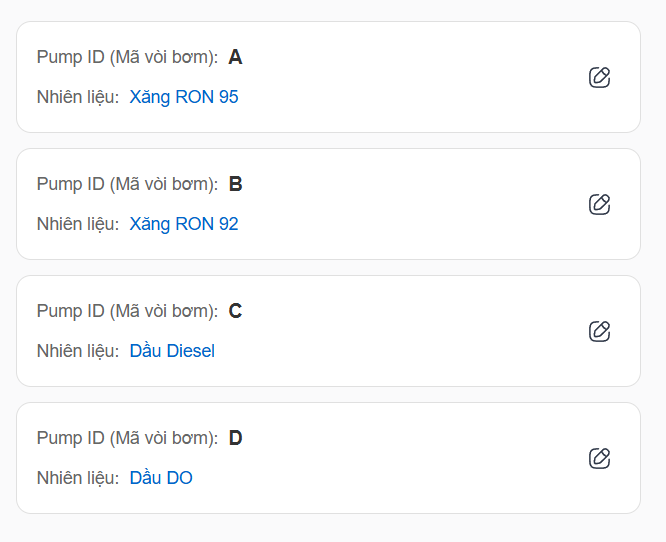 Pump ID (Mã vòi bơm): A
Nhiên liệu: Xăng RON 95
Pump ID (Mã vòi bơm): B
Nhiên liệu: Xăng RON 92
Pump ID (Mã vòi bơm): C
Nhiên liệu: Dầu Diesel
Pump ID (Mã vòi bơm): D
Nhiên liệu: Dầu DO